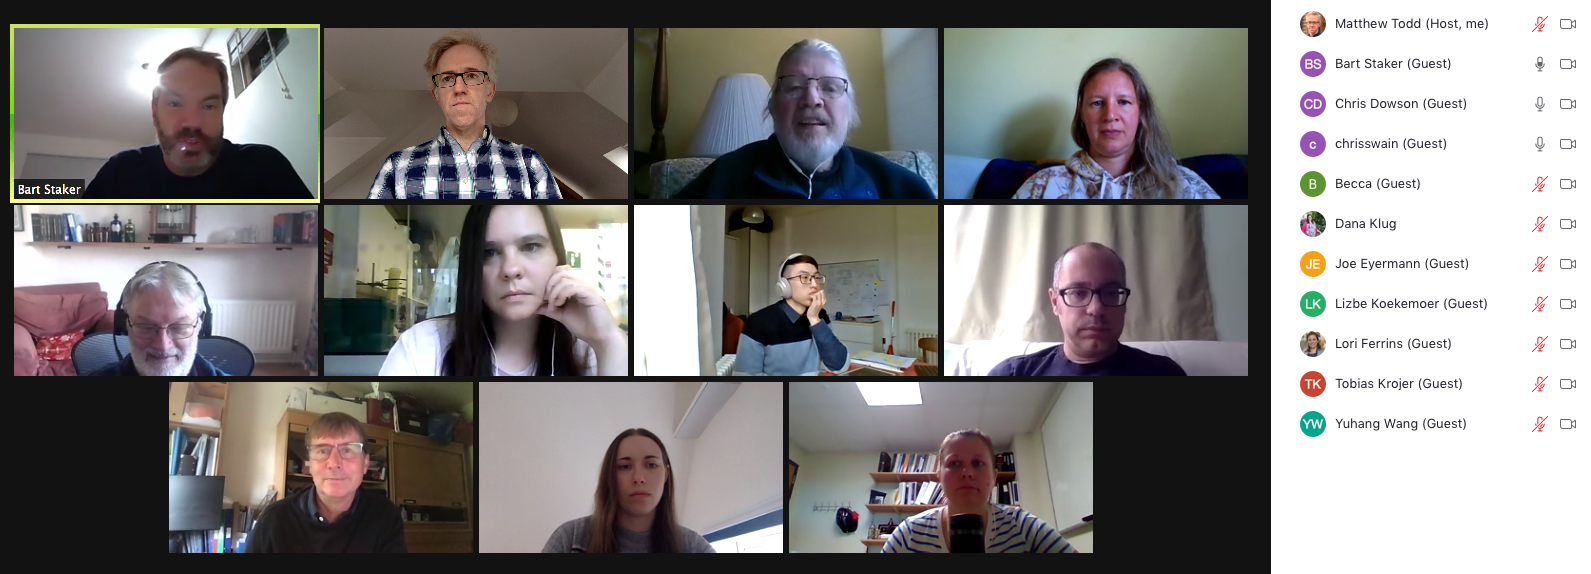 Bart Staker
Matthew Todd (Host, me)
BS Bart Staker (Guest)
CD Chris Dowson (Guest)
c chrisswain (Guest)
B Becca (Guest)
Dana Klug
JE Joe Eyermann (Guest)
LK Lizbe Koekemoer (Guest)
Lori Ferrins (Guest)
TK Tobias Krojer (Guest)
YW Yuhang Wang (Guest)